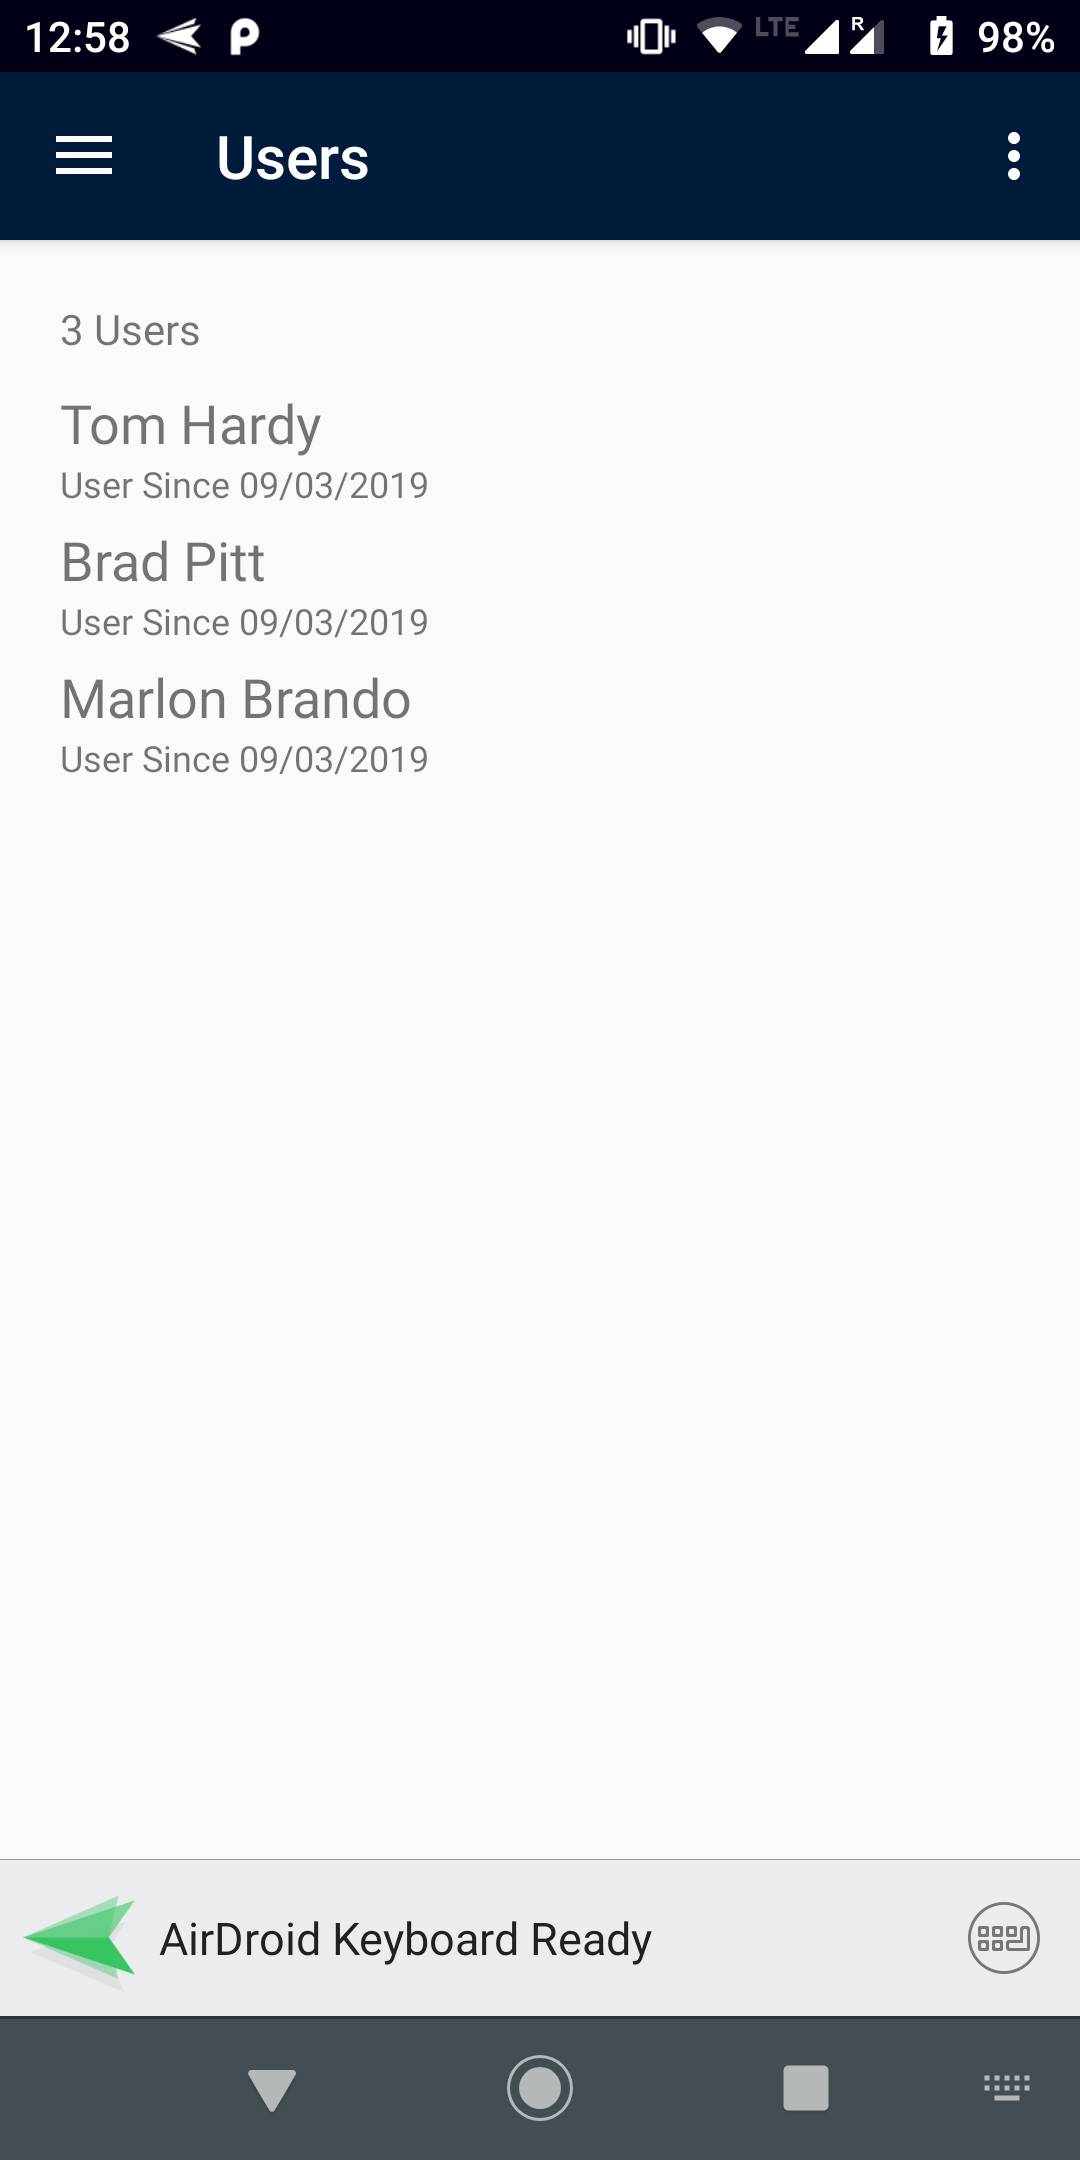 12:58
LTE R 98%
Users
3 Users
Tom Hardy
User Since 09/03/2019
Brad Pitt
User Since 09/03/2019
Marlon Brando
User Since 09/03/2019
AirDroid Keyboard Ready